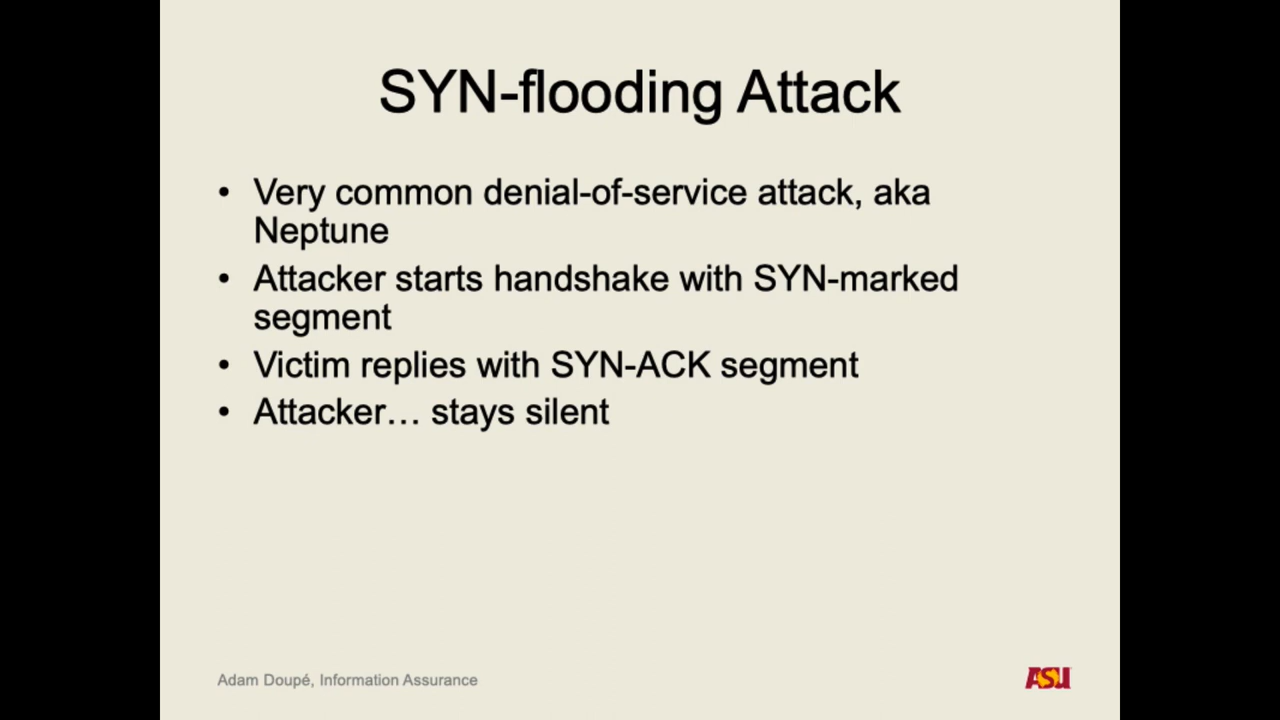 SYN-flooding Attack
• Very common denial-of-service attack, aka
Neptune
• Attacker starts handshake with SYN-marked
segment
• Victim replies with SYN-ACK segment
• Attacker… stays silent
Adam Doupé, Information Assurance
ASU